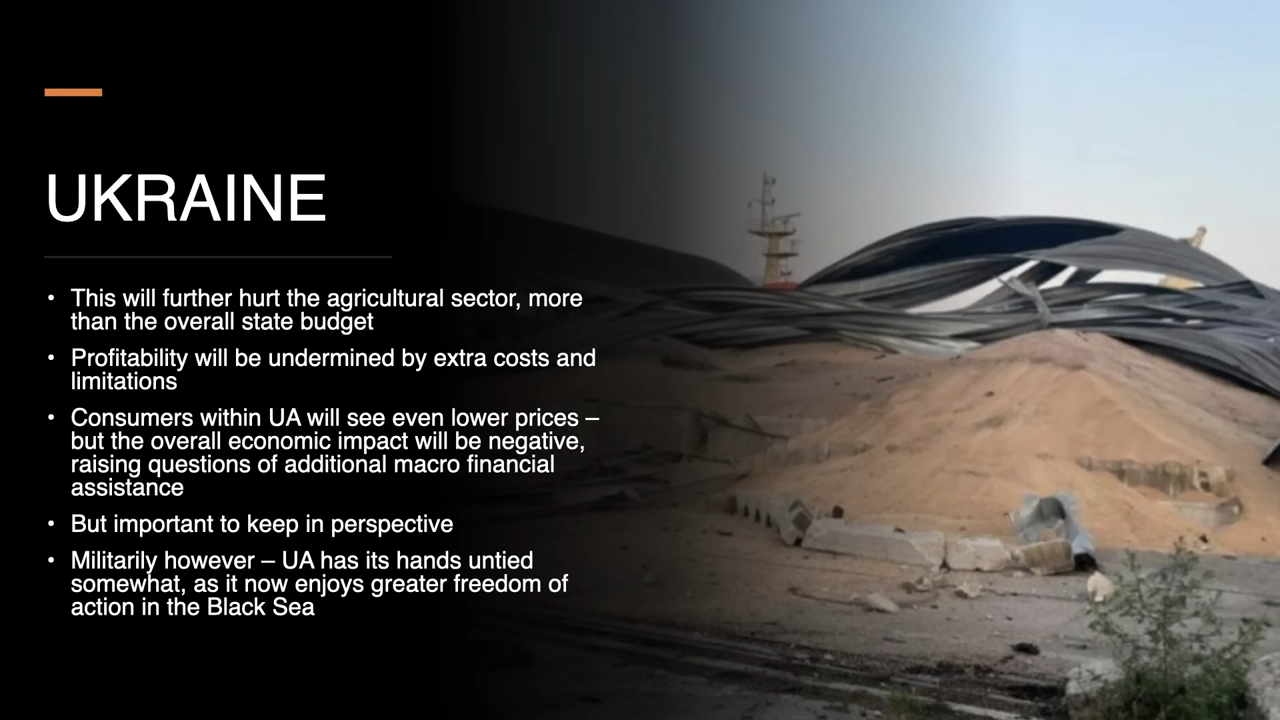 UKRAINE
• This will further hurt the agricultural sector, more
than the overall state budget
• Profitability will be undermined by extra costs and
limitations
• Consumers within UA will see even lower prices –
but the overall economic impact will be negative,
raising questions of additional macro financial
assistance
• But important to keep in perspective
• Militarily however – UA has its hands untied
somewhat, as it now enjoys greater freedom of
action in the Black Sea